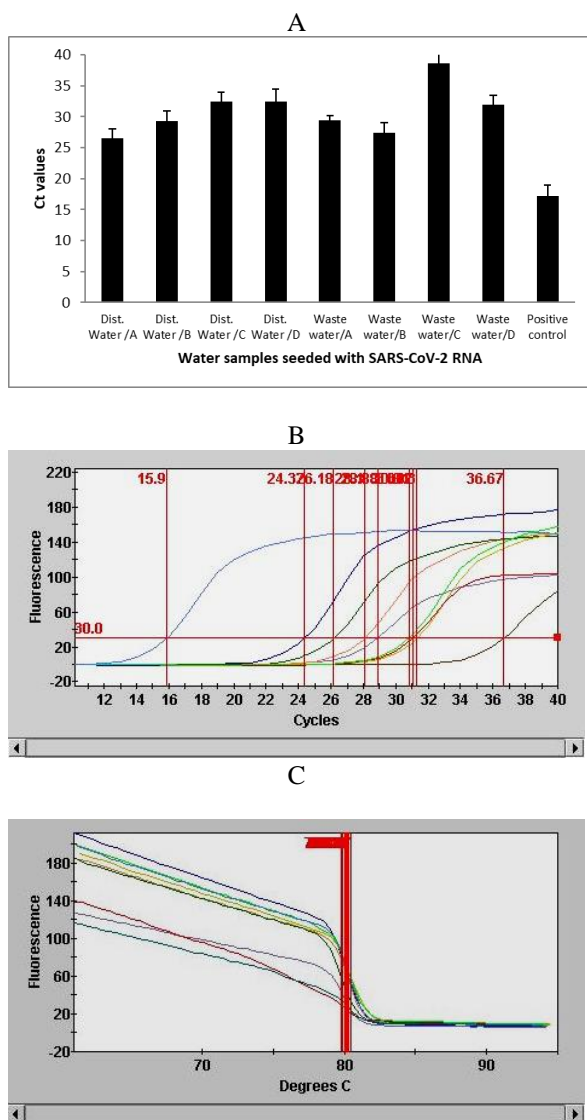 A
40
35
30
25
20
15
10
5
0
Ct values
Dist. Water /A
Dist. Water /B
Dist. Water /C
Dist. Water /D
Waste water/A
Waste water/B
Waste water/C
Waste water/D
Positive control
Water samples seeded with SARS-CoV-2 RNA
B
220
180
140
100
60
20
-20
Fluorescence
15.9
26.18
36.67
30.0
12 14 16 18 20 22 24 26 28 30 32 34 36 38 40
Cycles
C
180
140
100
60
20
-20
Fluorescence
70 80 90
Degrees C